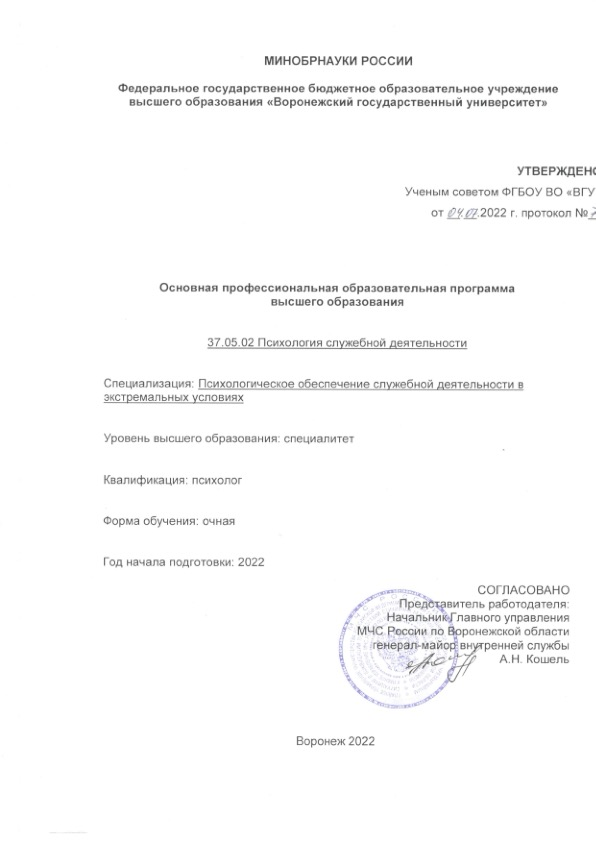 МИНОБРНАУКИ РОССИИ
Федеральное государственное бюджетное образовательное учреждение
высшего образования «Воронежский государственный университет»
УТВЕРЖДЕНО
Ученым советом ФГБОУ ВО «ВГУ
от 04.07.2022 г. протокол №
Основная профессиональная образовательная программа
высшего образования
37.05.02 Психология служебной деятельности
Специализация: Психологическое обеспечение служебной деятельности в
экстремальных условиях
Уровень высшего образования: специалитет
Квалификация: психолог
Форма обучения: очная
Год начала подготовки: 2022
СОГЛАСОВАНО
Представитель работодателя:
Начальник Главного управления
МЧС России по Воронежской области
генерал-майор внутренней службы
А.Н. Кошель
Воронеж 2022